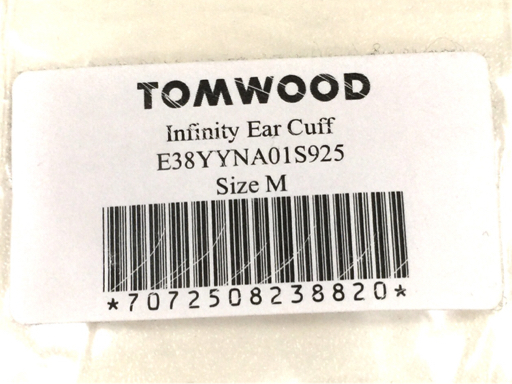 TOMWOOD
Infinity Ear Cuff
E38YYNA01S925
Size M
*7072508238820*